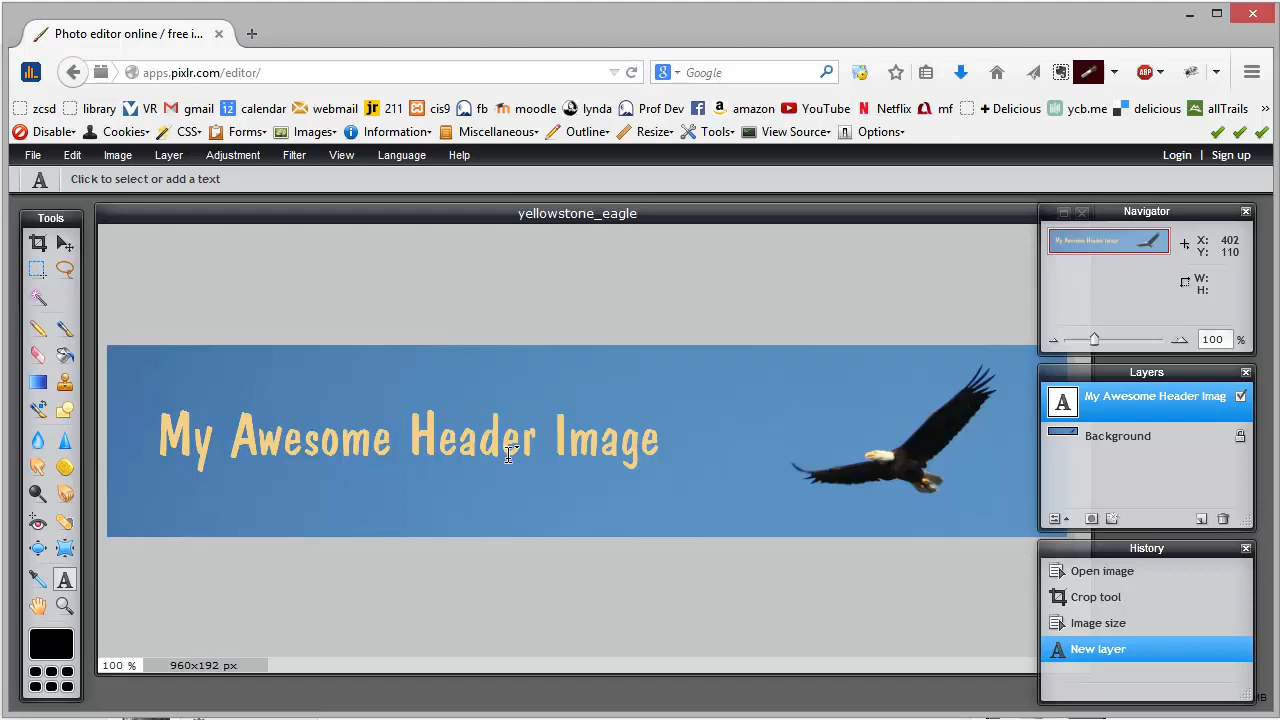 Photo editor online / free i...
apps.pixlr.com/editor/
Google
zcsd library VR gmail calendar webmail 211 cis9 fb moodle lynda Prof Dev amazon YouTube Netflix mf + Delicious ycb.me delicious allTrails »
Disable Cookies CSS Forms Images Information Miscellaneous Outline Resize Tools View Source Options
File Edit Image Layer Adjustment Filter View Language Help Login | Sign up
A Click to select or add a text
Tools
yellowstone_eagle
Navigator
My Awesome Header Image
X: 402
Y: 110
W:
H:
100 %
Layers
A My Awesome Header Imag
Background
My Awesome Header Image
History
Open image
Crop tool
Image size
A New layer
A
100 % 960x192 px